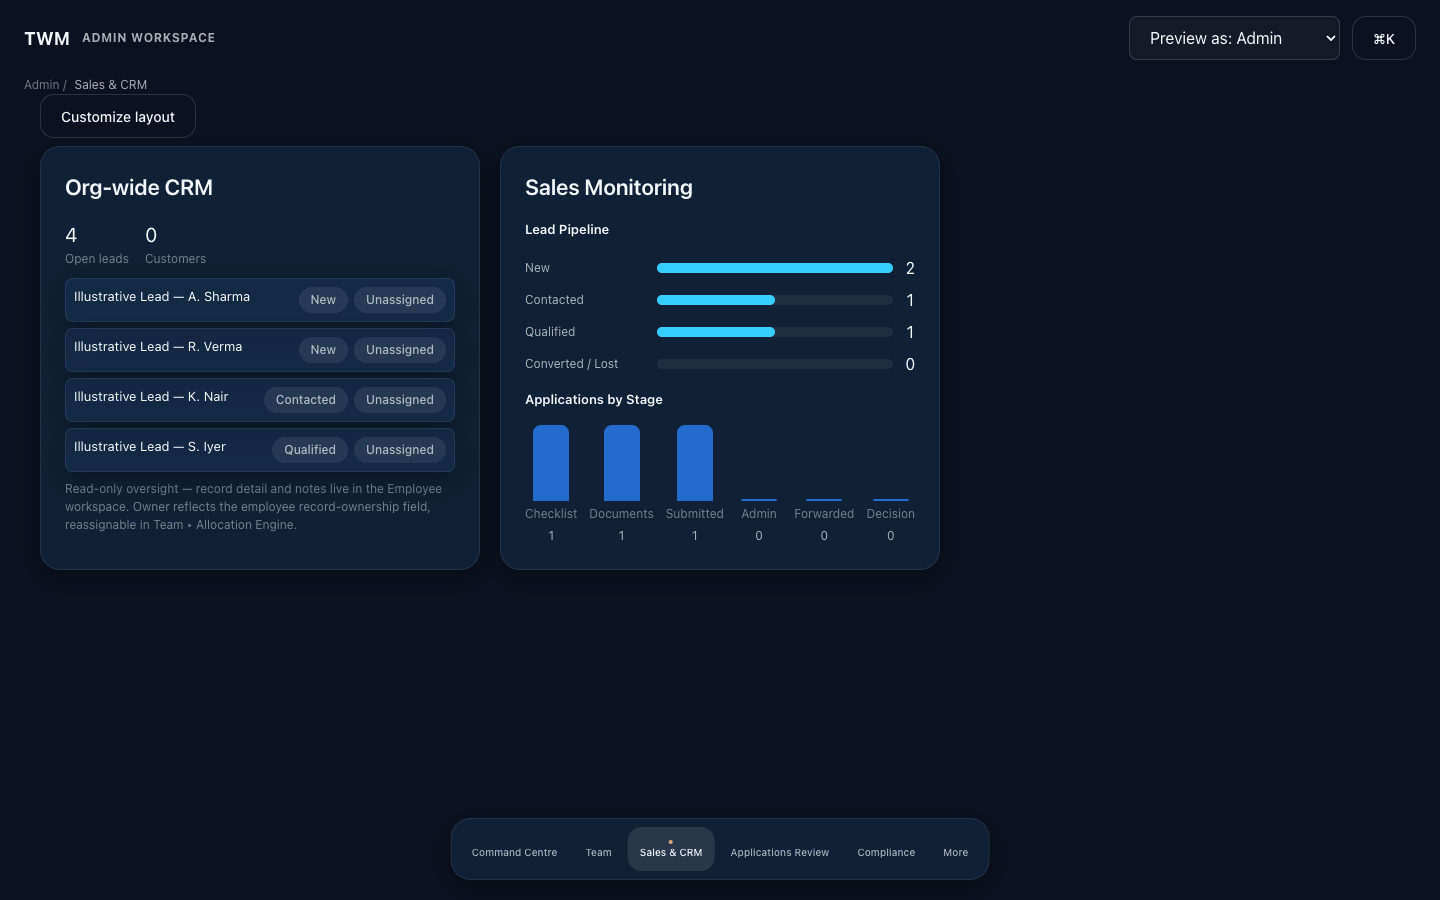 TWM ADMIN WORKSPACE
Preview as: Admin
⌘K
Admin / Sales & CRM
Customize layout
Org-wide CRM
4 0
Open leads Customers
Illustrative Lead — A. Sharma New Unassigned
Illustrative Lead — R. Verma New Unassigned
Illustrative Lead — K. Nair Contacted Unassigned
Illustrative Lead — S. Iyer Qualified Unassigned
Read-only oversight — record detail and notes live in the Employee
workspace. Owner reflects the employee record-ownership field,
reassignable in Team ‣ Allocation Engine.
Sales Monitoring
Lead Pipeline
New 2
Contacted 1
Qualified 1
Converted / Lost 0
Applications by Stage
Checklist Documents Submitted Admin Forwarded Decision
1 1 1 0 0 0
Command Centre Team Sales & CRM Applications Review Compliance More